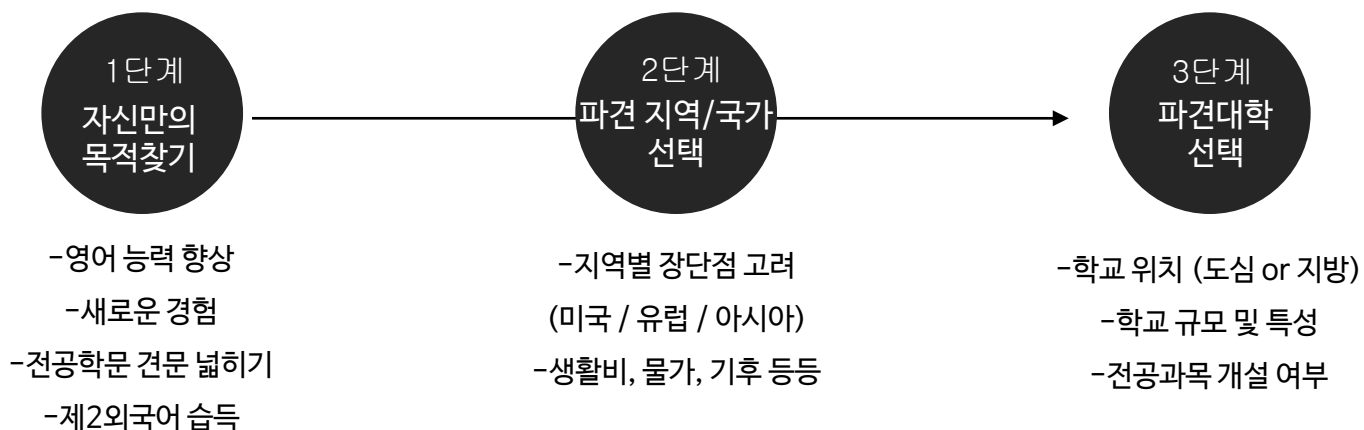 1단계
자신만의
목적찾기
-영어 능력 향상
-새로운 경험
-전공학문 견문 넓히기
-제2외국어 습득
2단계
파견 지역/국가
선택
-지역별 장단점 고려
(미국 / 유럽 / 아시아)
-생활비, 물가, 기후 등등
3단계
파견대학
선택
-학교 위치 (도심 or 지방)
-학교 규모 및 특성
-전공과목 개설 여부